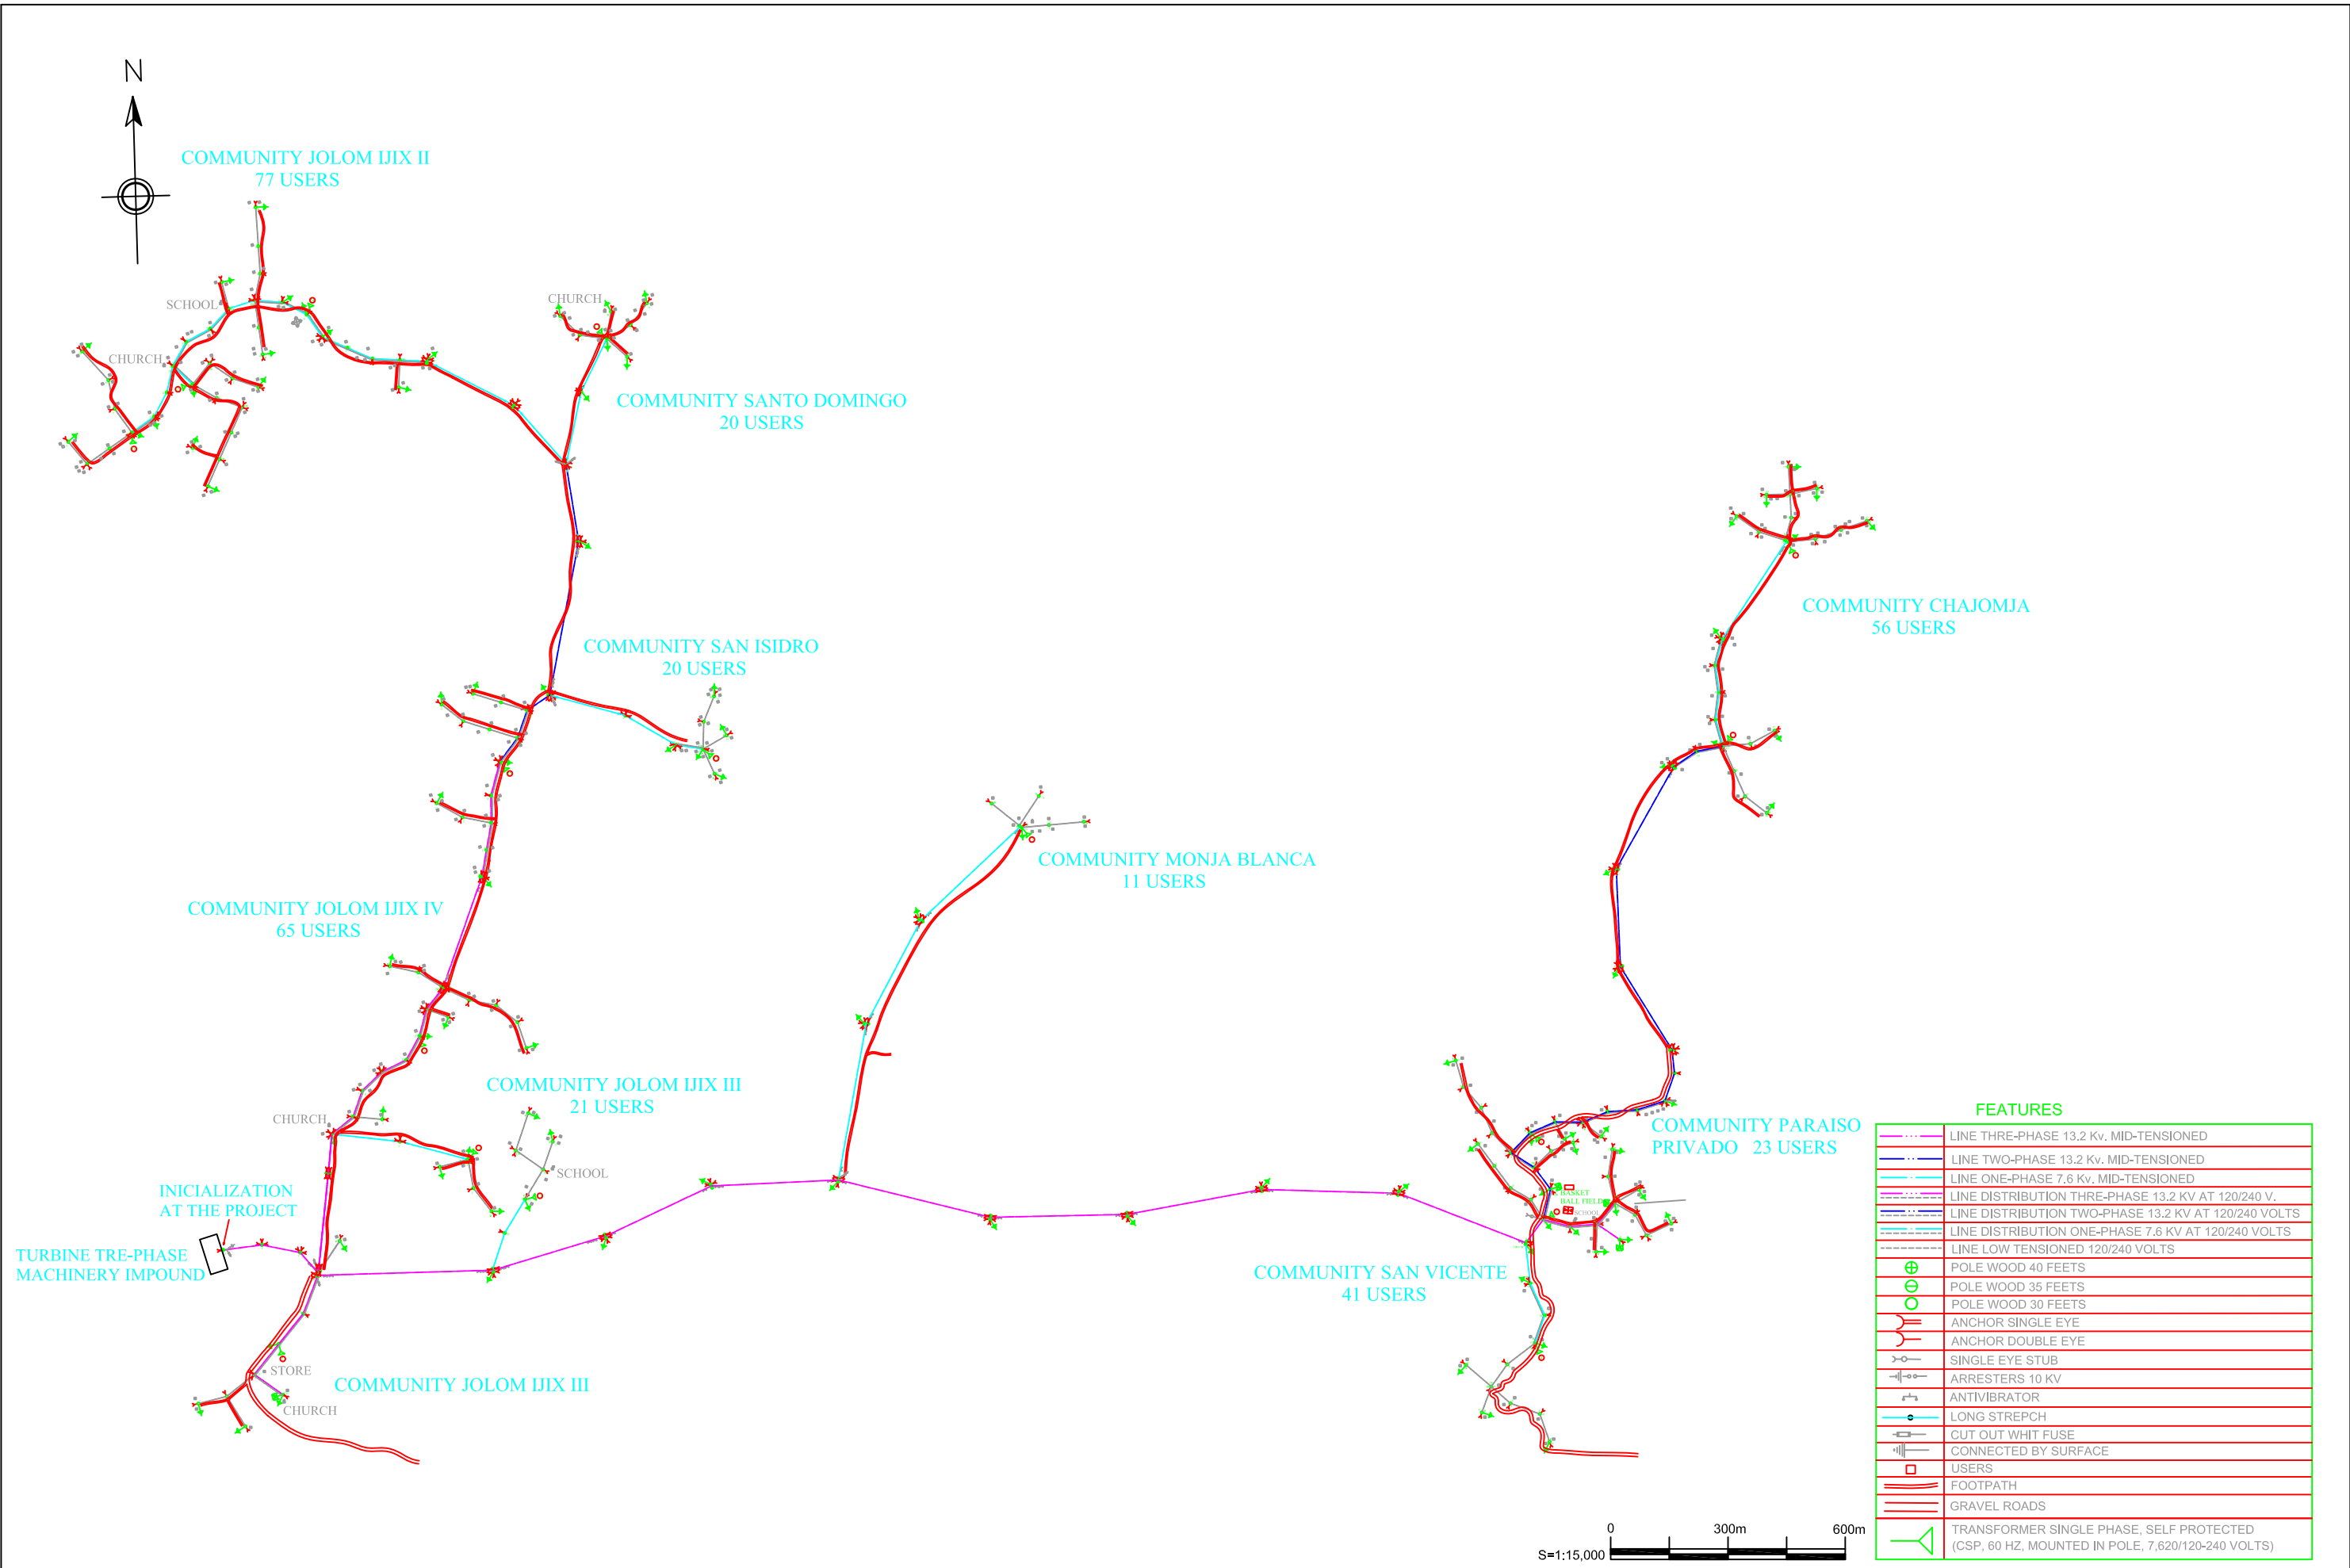 N
COMMUNITY JOLOM IJIX II
77 USERS
SCHOOL
CHURCH
CHURCH
COMMUNITY SANTO DOMINGO
20 USERS
COMMUNITY SAN ISIDRO
20 USERS
COMMUNITY CHAJOMJA
56 USERS
COMMUNITY MONJA BLANCA
11 USERS
COMMUNITY JOLOM IJIX IV
65 USERS
COMMUNITY JOLOM IJIX III
21 USERS
CHURCH
SCHOOL
COMMUNITY PARAISO
PRIVADO 23 USERS
BASKET
BALL FIELD
SCHOOL
INICIALIZATION
AT THE PROJECT
TURBINE TRE-PHASE
MACHINERY IMPOUND
COMMUNITY SAN VICENTE
41 USERS
STORE
COMMUNITY JOLOM IJIX III
CHURCH
FEATURES
LINE THRE-PHASE 13.2 Kv. MID-TENSIONED
LINE TWO-PHASE 13.2 Kv. MID-TENSIONED
LINE ONE-PHASE 7.6 Kv. MID-TENSIONED
LINE DISTRIBUTION THRE-PHASE 13.2 KV AT 120/240 V.
LINE DISTRIBUTION TWO-PHASE 13.2 KV AT 120/240 VOLTS
LINE DISTRIBUTION ONE-PHASE 7.6 KV AT 120/240 VOLTS
LINE LOW TENSIONED 120/240 VOLTS
POLE WOOD 40 FEETS
POLE WOOD 35 FEETS
POLE WOOD 30 FEETS
ANCHOR SINGLE EYE
ANCHOR DOUBLE EYE
SINGLE EYE STUB
ARRESTERS 10 KV
ANTIVIBRATOR
LONG STREPCH
CUT OUT WHIT FUSE
CONNECTED BY SURFACE
USERS
FOOTPATH
GRAVEL ROADS
TRANSFORMER SINGLE PHASE, SELF PROTECTED
(CSP, 60 HZ, MOUNTED IN POLE, 7,620/120-240 VOLTS)
0 300m 600m
S=1:15,000